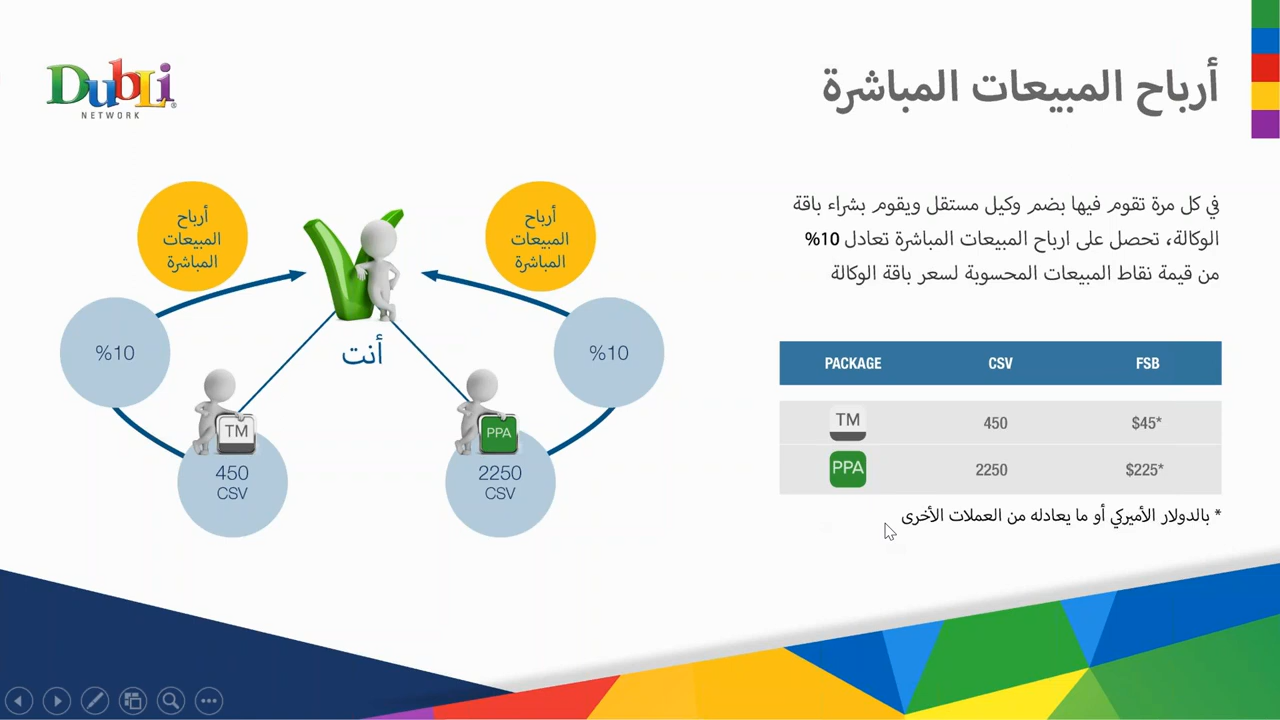 DubLi®
NETWORK
أرباح المبيعات المباشرة
في كل مرة تقوم فيها بضم وكيل مستقل ويقوم بشراء باقة
الوكالة، تحصل على ارباح المبيعات المباشرة تعادل 10%
من قيمة نقاط المبيعات المحسوبة لسعر باقة الوكالة
PACKAGE CSV FSB
TM 450 $45*
PPA 2250 $225*
* بالدولار الأميركي أو ما يعادله من العملات الأخرى
أرباح
المبيعات
المباشرة
أرباح
المبيعات
المباشرة
%10
%10
أنت
TM
450
CSV
PPA
2250
CSV